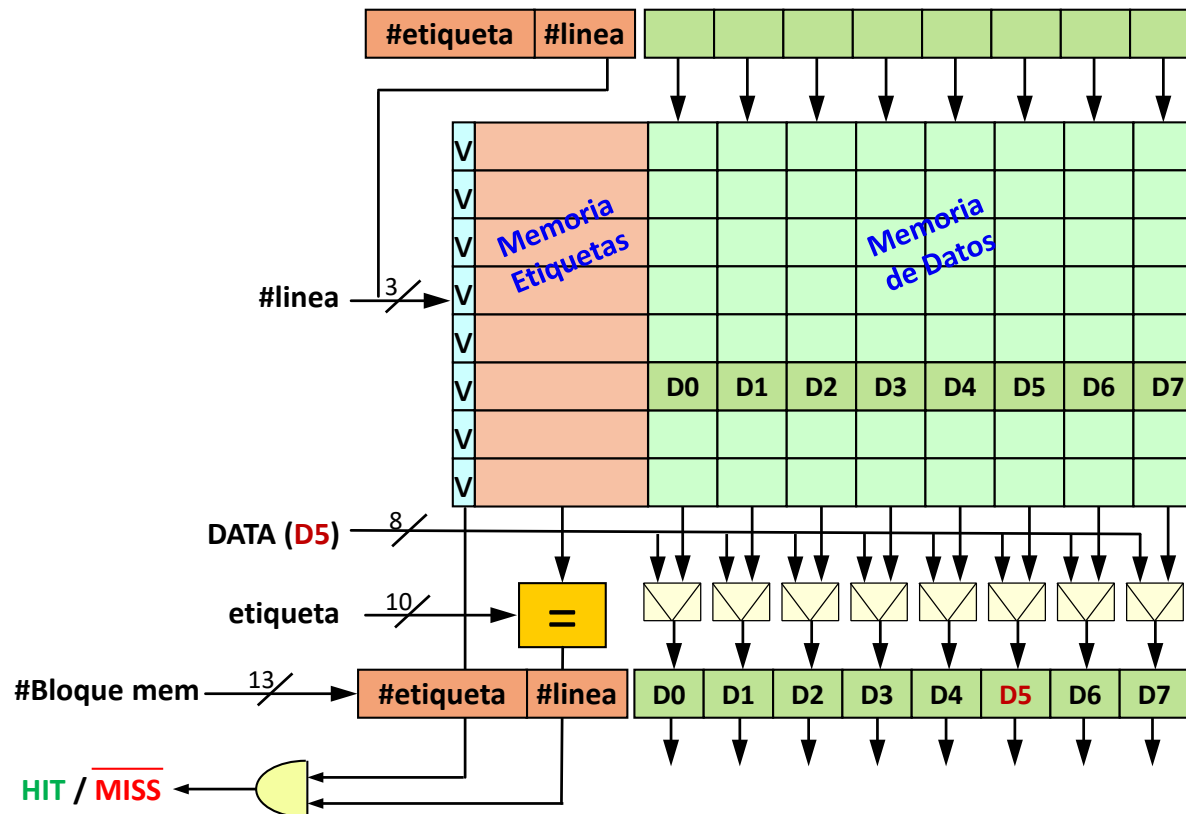 #etiqueta #linea
V
V
Memoria Etiquetas
Memoria de Datos
V
#linea 3
V
V
V D0 D1 D2 D3 D4 D5 D6 D7
V
V
DATA (D5) 8
etiqueta 10 =
#Bloque mem 13 #etiqueta #linea D0 D1 D2 D3 D4 D5 D6 D7
HIT / MISS